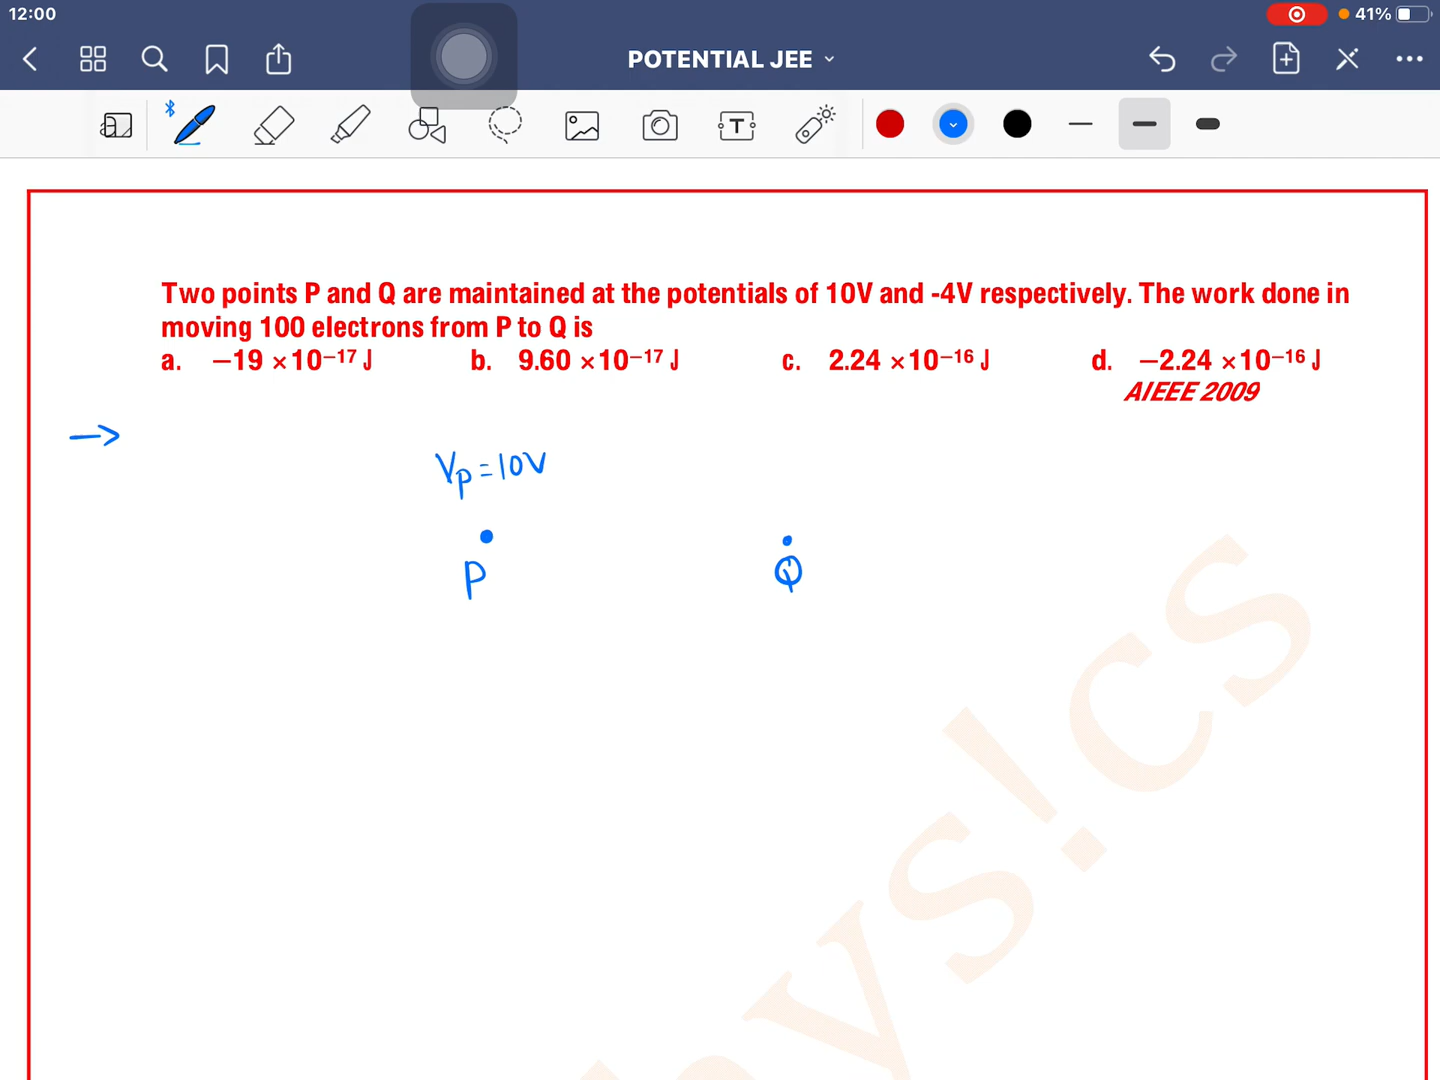 12:00
41%
POTENTIAL JEE
Two points P and Q are maintained at the potentials of 10V and -4V respectively. The work done in
moving 100 electrons from P to Q is
a. −19 ×10⁻¹⁷ J b. 9.60 ×10⁻¹⁷ J c. 2.24 ×10⁻¹⁶ J d. −2.24 ×10⁻¹⁶ J
AIEEE 2009
Vp=10V
P Q
ys!cs